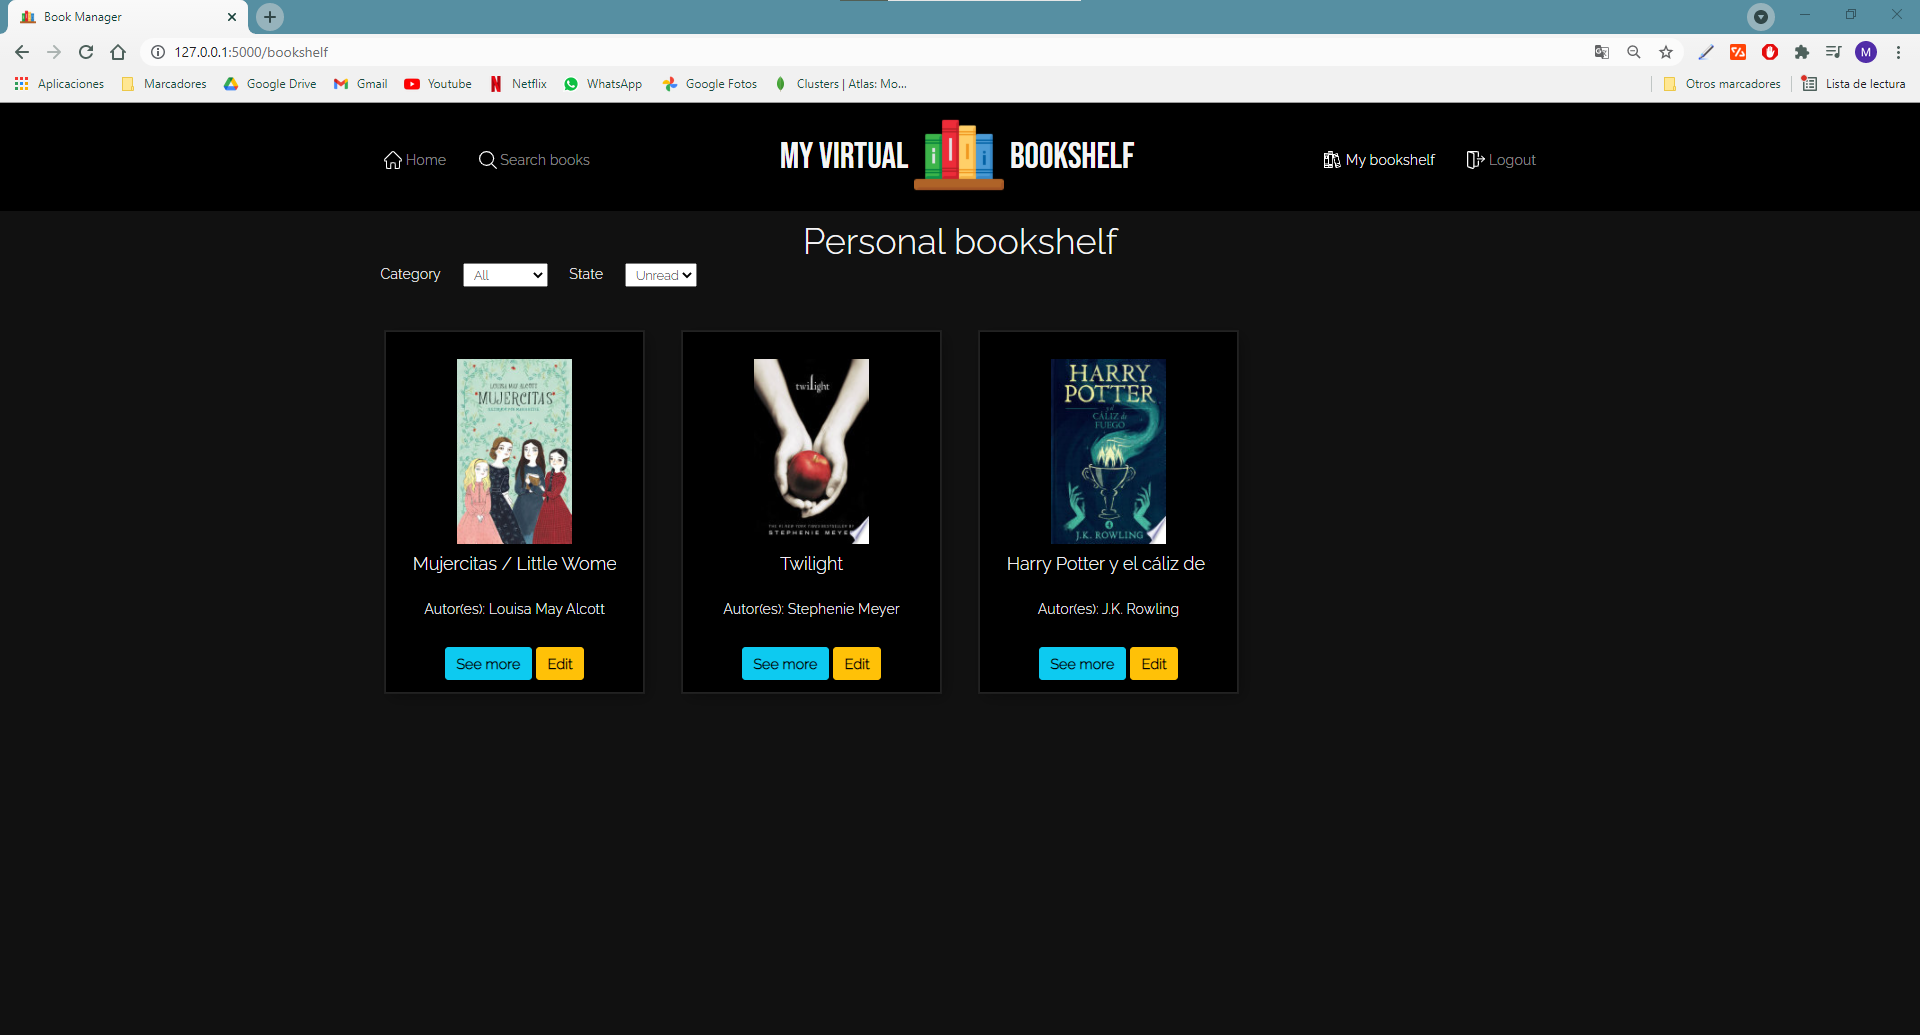 Book Manager
127.0.0.1:5000/bookshelf
M
Aplicaciones Marcadores Google Drive Gmail Youtube Netflix WhatsApp Google Fotos Clusters | Atlas: Mo... Otros marcadores Lista de lectura
Home Search books MY VIRTUAL BOOKSHELF My bookshelf Logout
Personal bookshelf
Category All State Unread
LOUISA MAY ALCOTT
MUJERCITAS
twilight
STEPHENIE MEYER
HARRY
POTTER
y el
CÁLIZ de
FUEGO
4
J.K. ROWLING
Mujercitas / Little Wome
Twilight
Harry Potter y el cáliz de
Autor(es): Louisa May Alcott
Autor(es): Stephenie Meyer
Autor(es): J.K. Rowling
See more Edit
See more Edit
See more Edit